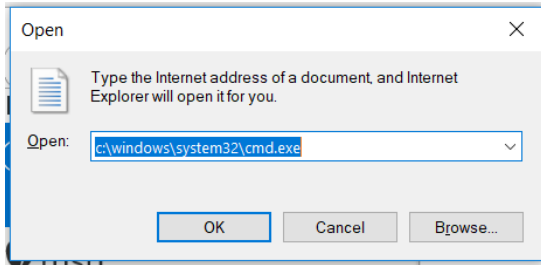 Open
Type the Internet address of a document, and Internet
Explorer will open it for you.
Open: c:\windows\system32\cmd.exe
OK Cancel Browse...